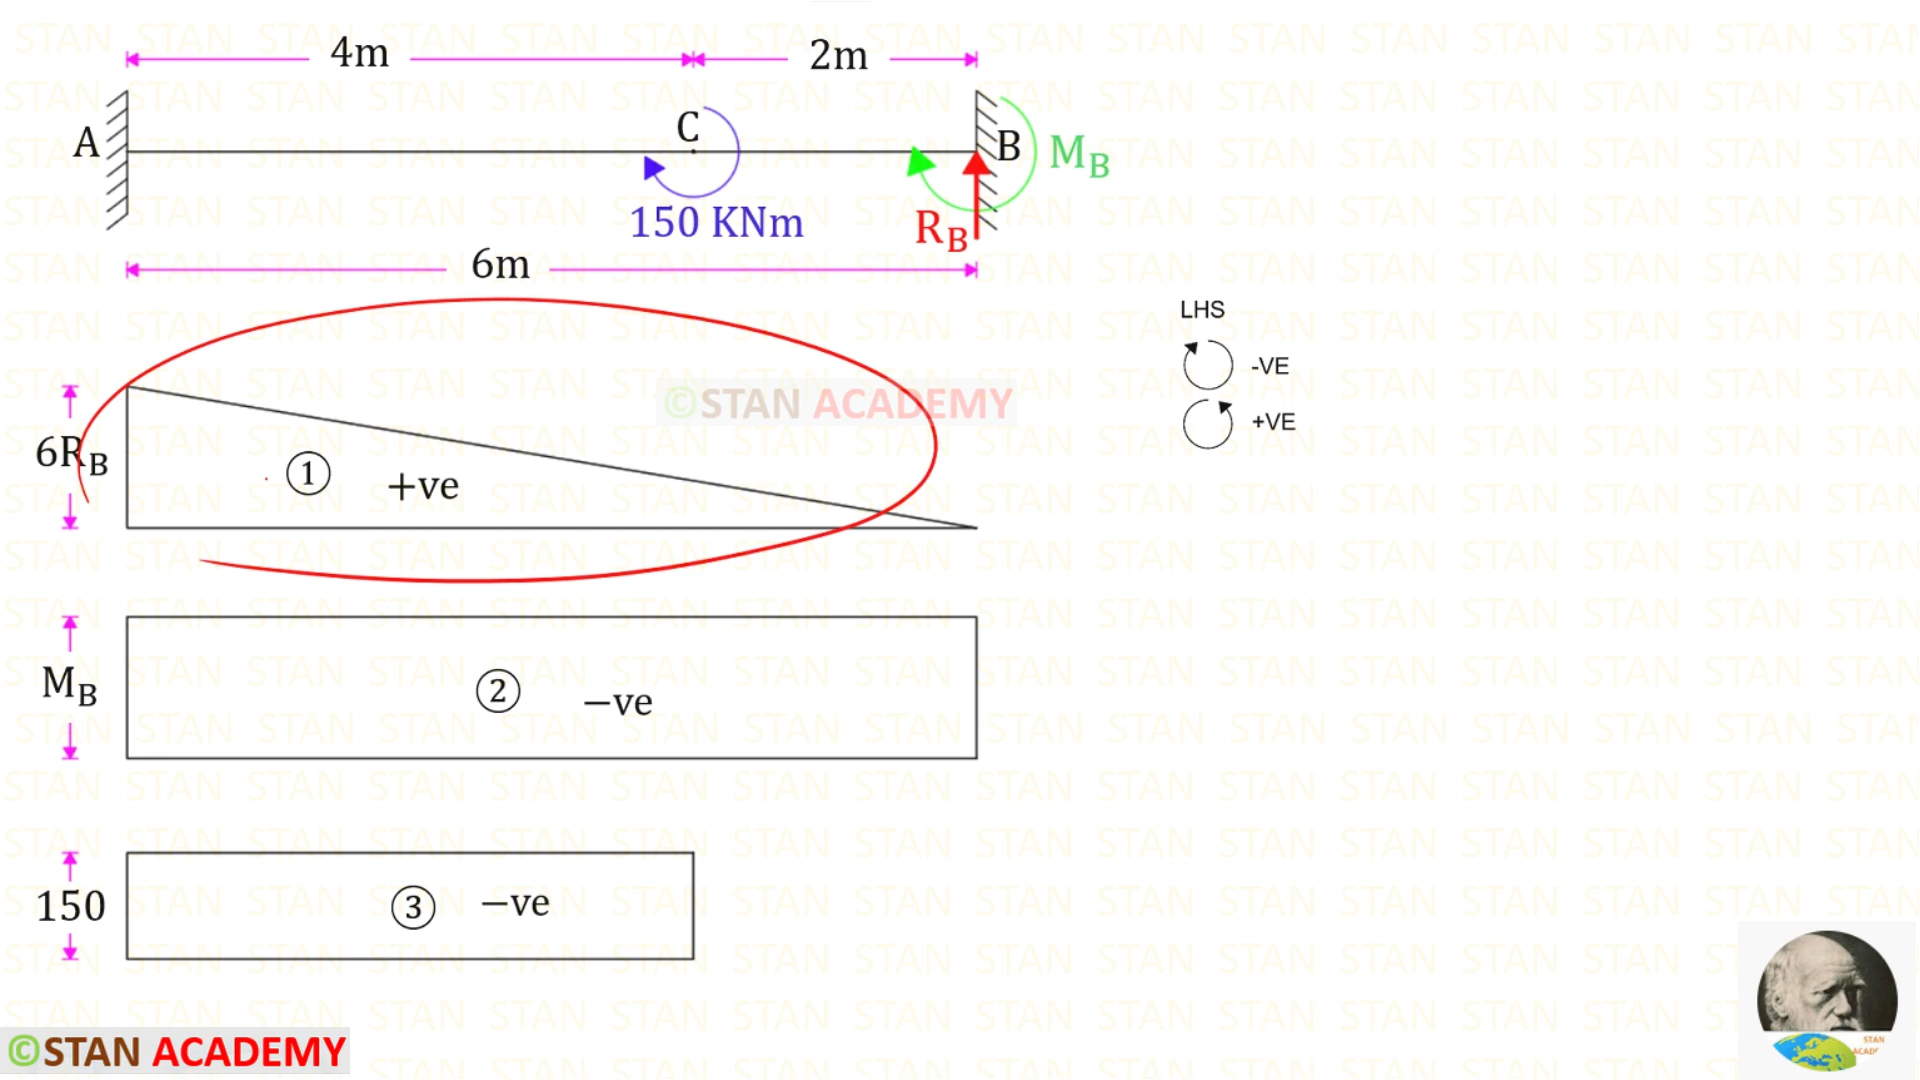 4m
2m
A
C
B
M_B
150 KNm
R_B
6m
LHS
-VE
+VE
©STAN ACADEMY
6R_B
1
+ve
M_B
2
−ve
150
3
−ve
©STAN ACADEMY
STAN